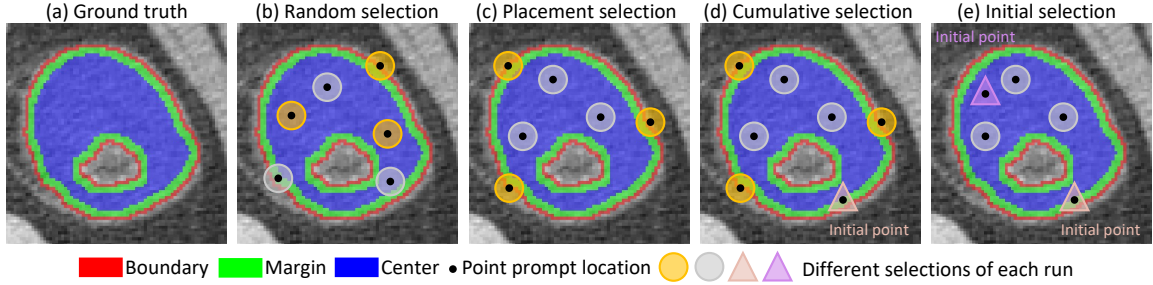 (a) Ground truth
(b) Random selection
(c) Placement selection
(d) Cumulative selection
(e) Initial selection
Initial point
Initial point
Initial point
Boundary
Margin
Center
Point prompt location
Different selections of each run